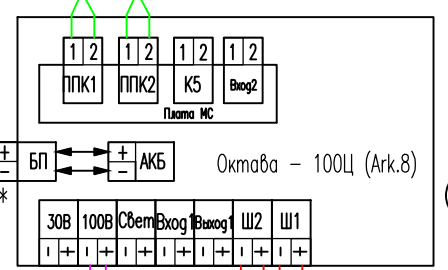 1 2 1 2 1 2 1 2
ППК1 ППК2 К5 Вход2
Плата МС
+ БП + АКБ
- -
Октава - 100Ц (Ark.8)
*
30В 100В Свет Вход1 Выход1 Ш2 Ш1
- + - + - + - + - + - + - +